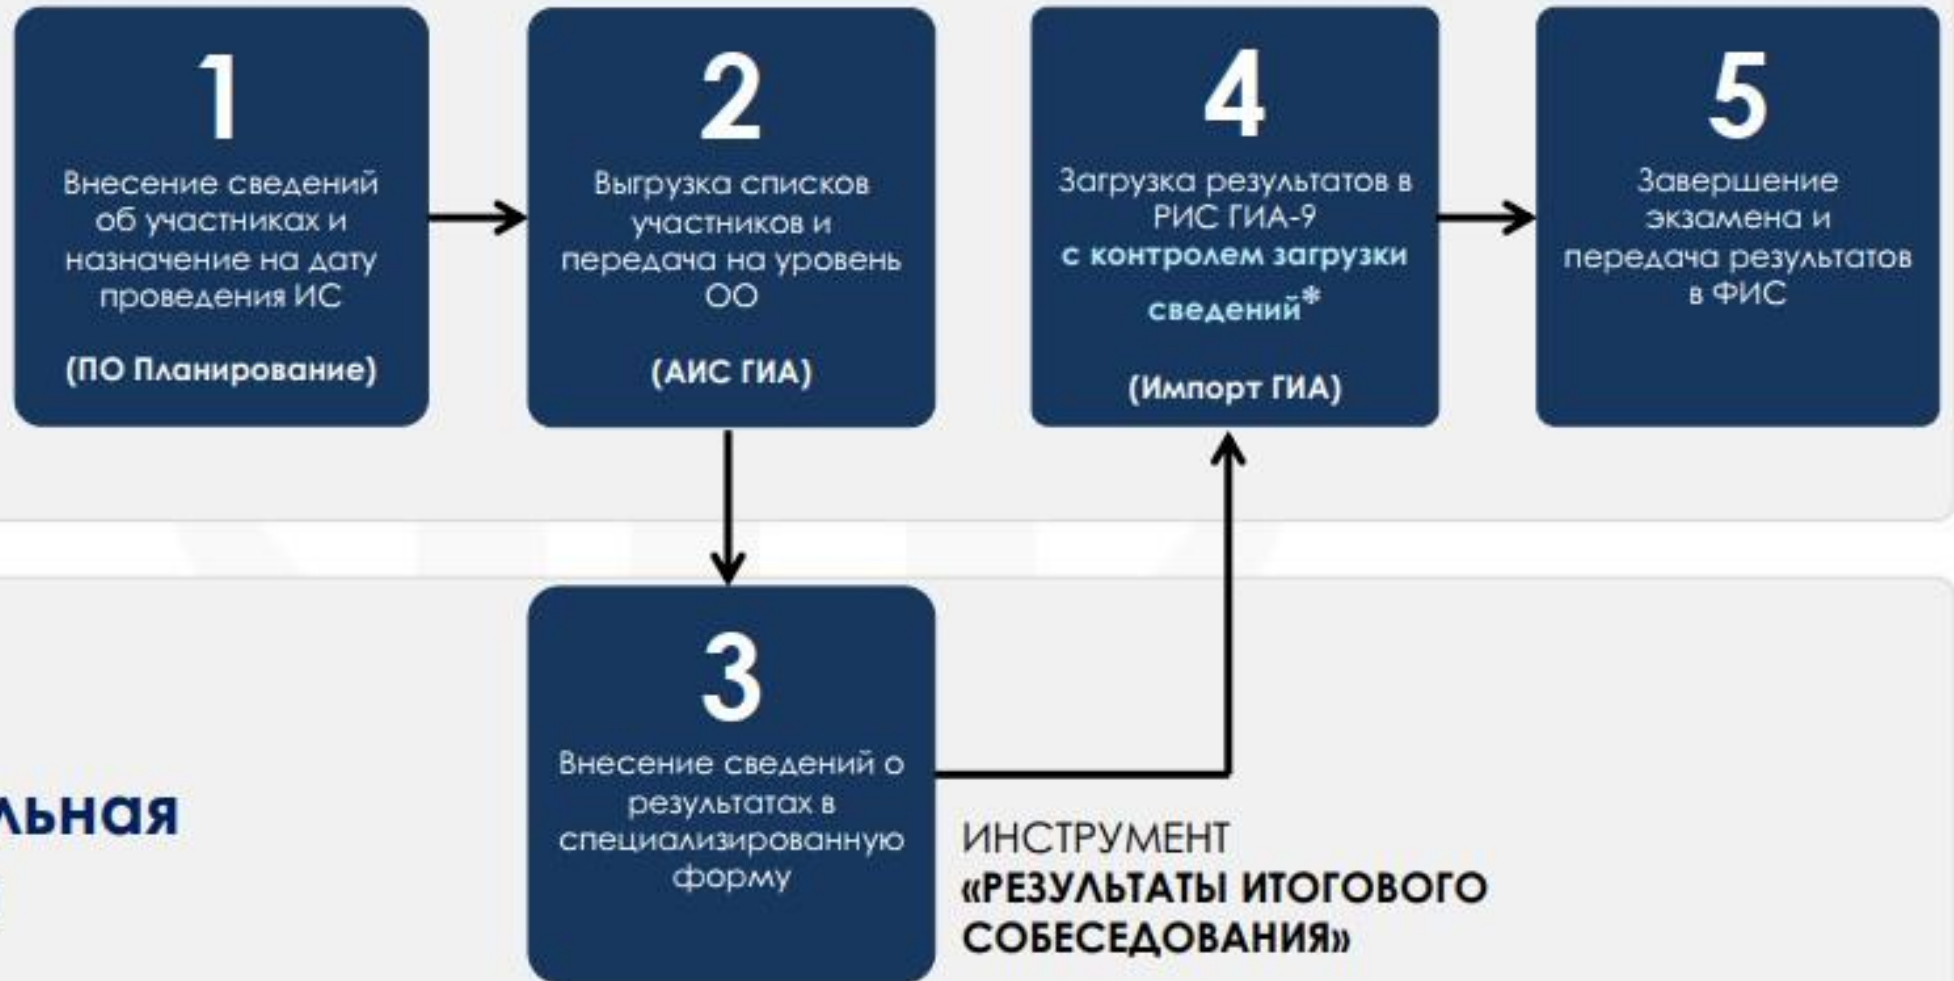 1
Внесение сведений
об участниках и
назначение на дату
проведения ИС
(ПО Планирование)
2
Выгрузка списков
участников и
передача на уровень
ОО
(АИС ГИА)
4
Загрузка результатов в
РИС ГИА-9
с контролем загрузки
сведений*
(Импорт ГИА)
5
Завершение
экзамена и
передача результатов
в ФИС
3
Внесение сведений о
результатах в
специализированную
форму
льная
ИНСТРУМЕНТ
«РЕЗУЛЬТАТЫ ИТОГОВОГО
СОБЕСЕДОВАНИЯ»